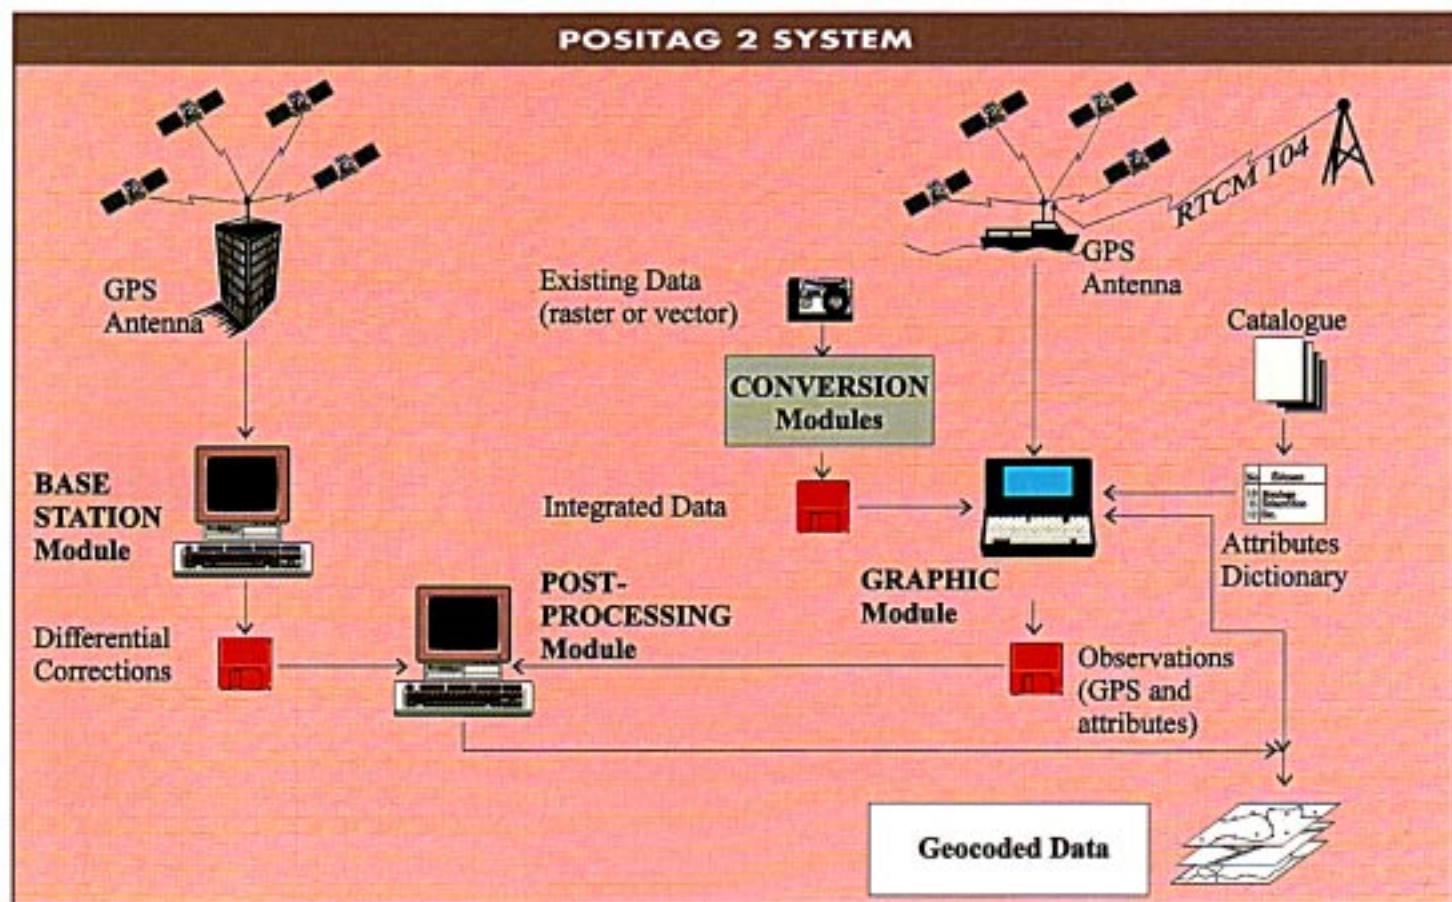 POSITAG 2 SYSTEM
RTCM 104
GPS
Antenna
GPS
Antenna
Existing Data
(raster or vector)
Catalogue
CONVERSION
Modules
BASE
STATION
Module
Integrated Data
Attributes
Dictionary
POST-
PROCESSING
Module
GRAPHIC
Module
Differential
Corrections
Observations
(GPS and
attributes)
Geocoded Data